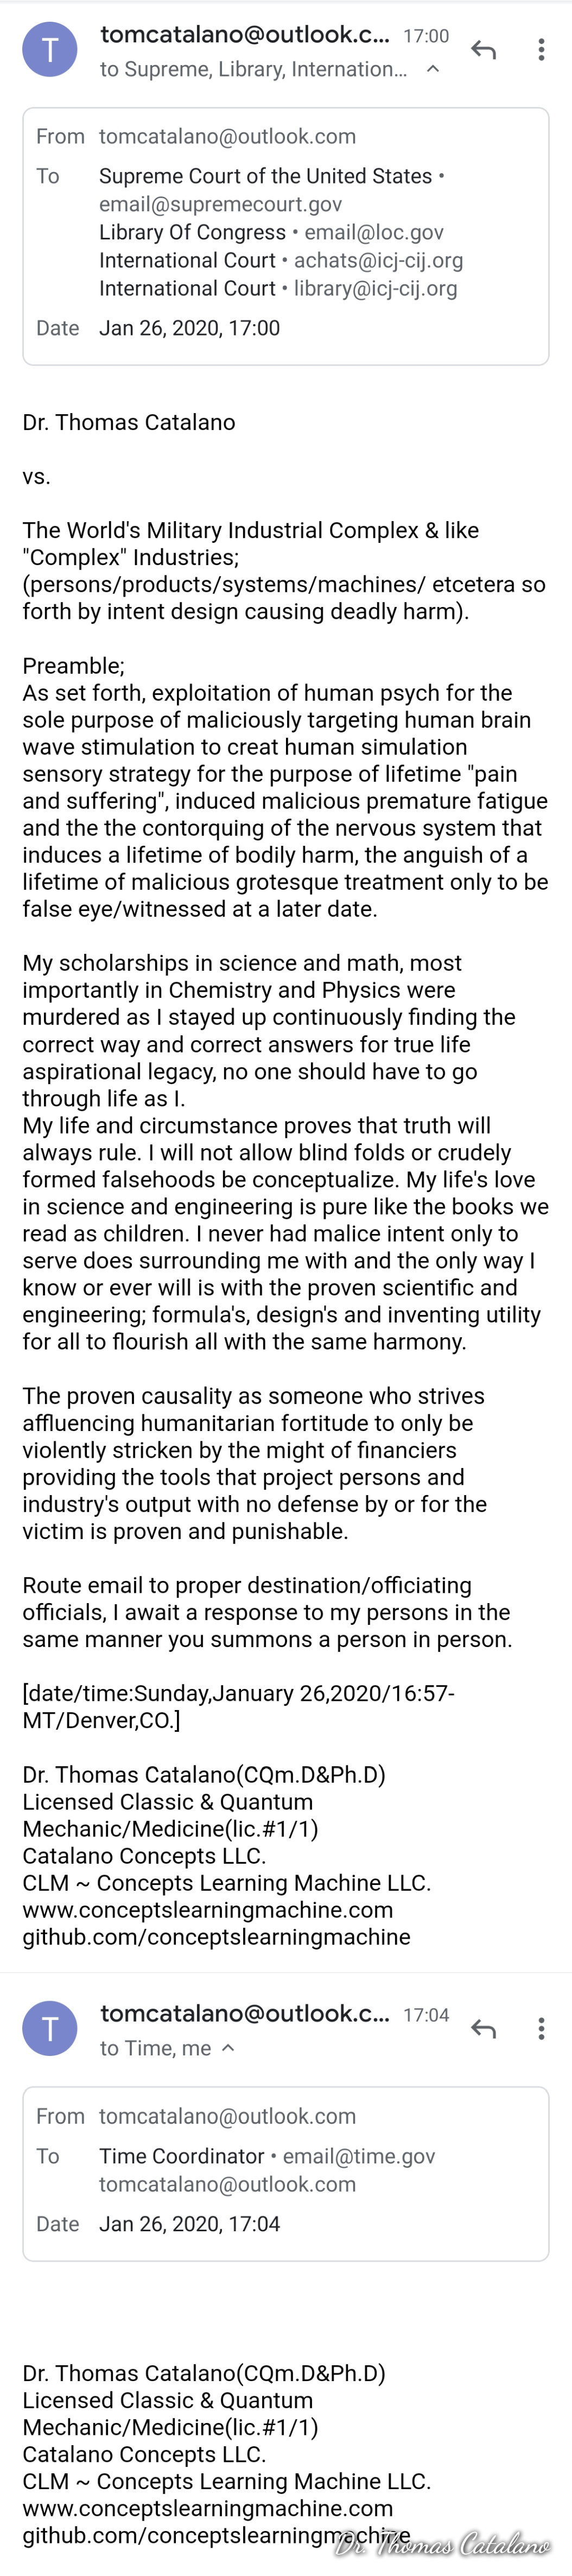 T
tomcatalano@outlook.c... 17:00
to Supreme, Library, Internation...
From tomcatalano@outlook.com
To Supreme Court of the United States •
email@supremecourt.gov
Library Of Congress • email@loc.gov
International Court • achats@icj-cij.org
International Court • library@icj-cij.org
Date Jan 26, 2020, 17:00
Dr. Thomas Catalano
vs.
The World's Military Industrial Complex & like
"Complex" Industries;
(persons/products/systems/machines/ etcetera so
forth by intent design causing deadly harm).
Preamble;
As set forth, exploitation of human psych for the
sole purpose of maliciously targeting human brain
wave stimulation to creat human simulation
sensory strategy for the purpose of lifetime "pain
and suffering", induced malicious premature fatigue
and the the contorquing of the nervous system that
induces a lifetime of bodily harm, the anguish of a
lifetime of malicious grotesque treatment only to be
false eye/witnessed at a later date.
My scholarships in science and math, most
importantly in Chemistry and Physics were
murdered as I stayed up continuously finding the
correct way and correct answers for true life
aspirational legacy, no one should have to go
through life as I.
My life and circumstance proves that truth will
always rule. I will not allow blind folds or crudely
formed falsehoods be conceptualize. My life's love
in science and engineering is pure like the books we
read as children. I never had malice intent only to
serve does surrounding me with and the only way I
know or ever will is with the proven scientific and
engineering; formula's, design's and inventing utility
for all to flourish all with the same harmony.
The proven causality as someone who strives
affluencing humanitarian fortitude to only be
violently stricken by the might of financiers
providing the tools that project persons and
industry's output with no defense by or for the
victim is proven and punishable.
Route email to proper destination/officiating
officials, I await a response to my persons in the
same manner you summons a person in person.
[date/time:Sunday,January 26,2020/16:57-
MT/Denver,CO.]
Dr. Thomas Catalano(CQm.D&Ph.D)
Licensed Classic & Quantum
Mechanic/Medicine(lic.#1/1)
Catalano Concepts LLC.
CLM ~ Concepts Learning Machine LLC.
www.conceptslearningmachine.com
github.com/conceptslearningmachine
T
tomcatalano@outlook.c... 17:04
to Time, me
From tomcatalano@outlook.com
To Time Coordinator • email@time.gov
tomcatalano@outlook.com
Date Jan 26, 2020, 17:04
Dr. Thomas Catalano(CQm.D&Ph.D)
Licensed Classic & Quantum
Mechanic/Medicine(lic.#1/1)
Catalano Concepts LLC.
CLM ~ Concepts Learning Machine LLC.
www.conceptslearningmachine.com
github.com/conceptslearningmachine
Dr. Thomas Catalano